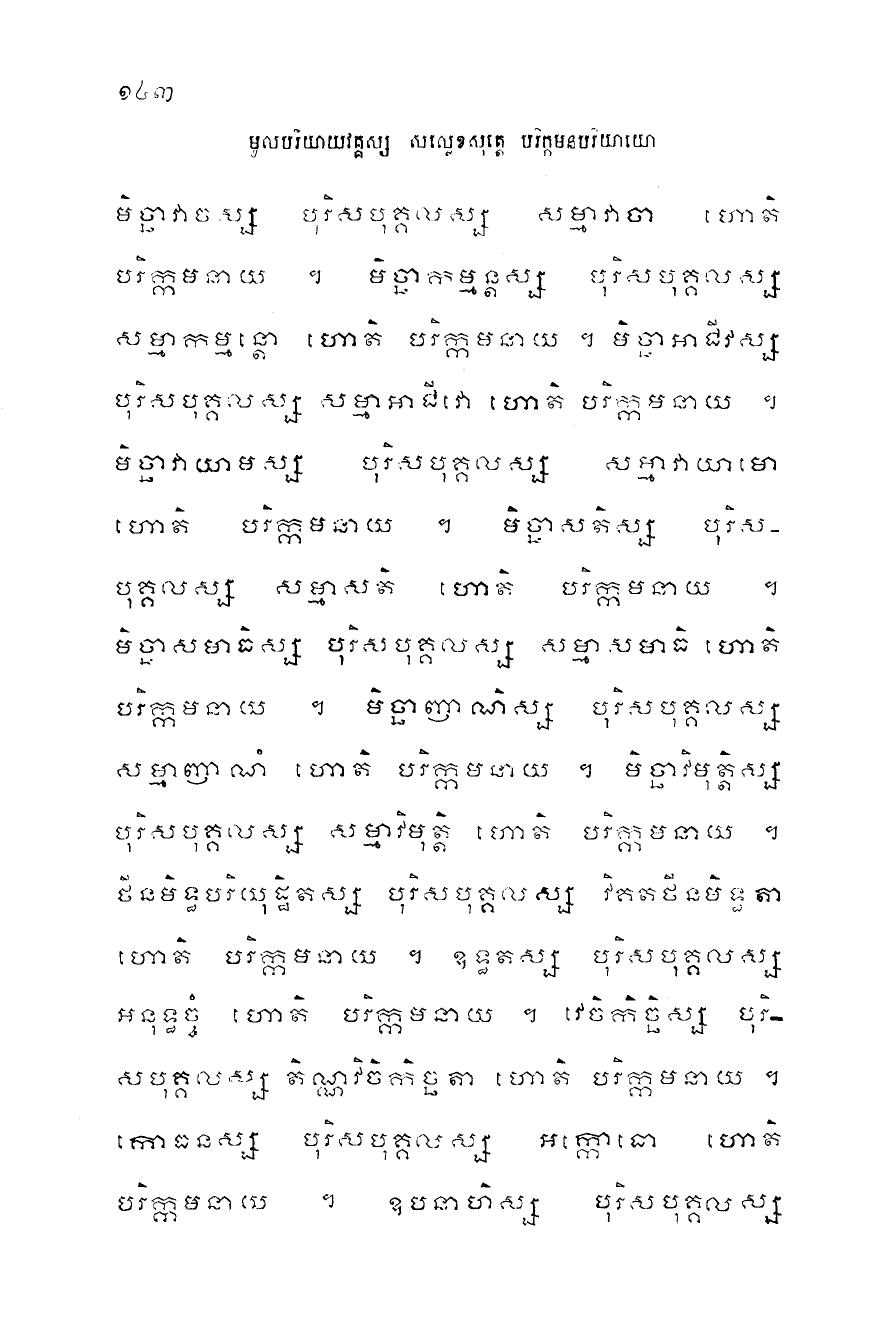 ១៤៣
មូលបរិយាយវគ្គស្ស សល្លេខសុត្តេ បរិក្កមនបរិយាយោ
មិច្ឆាវាចស្ស បុរិសបុគ្គលស្ស សម្មាវាចា ហោតិ
បរិក្កមនាយ ។ មិច្ឆាកម្មន្តស្ស បុរិសបុគ្គលស្ស
សម្មាកម្មន្តោ ហោតិ បរិក្កមនាយ ។ មិច្ឆាអាជីវស្ស
បុរិសបុគ្គលស្ស សម្មាអាជីវោ ហោតិ បរិក្កមនាយ ។
មិច្ឆាវាយាមស្ស បុរិសបុគ្គលស្ស សម្មាវាយាមោ
ហោតិ បរិក្កមនាយ ។ មិច្ឆាសតិស្ស បុរិស-
បុគ្គលស្ស សម្មាសតិ ហោតិ បរិក្កមនាយ ។
មិច្ឆាសមាធិស្ស បុរិសបុគ្គលស្ស សម្មាសមាធិ ហោតិ
បរិក្កមនាយ ។ មិច្ឆាញាណិស្ស បុរិសបុគ្គលស្ស
សម្មាញាណំ ហោតិ បរិក្កមនាយ ។ មិច្ឆាវិមុត្តិស្ស
បុរិសបុគ្គលស្ស សម្មាវិមុត្តិ ហោតិ បរិក្កមនាយ ។
ថីនមិទ្ធបរិយុដ្ឋិតស្ស បុរិសបុគ្គលស្ស វិគតថីនមិទ្ធតា
ហោតិ បរិក្កមនាយ ។ ឧទ្ធតស្ស បុរិសបុគ្គលស្ស
អនុទ្ធច្ចំ ហោតិ បរិក្កមនាយ ។ វេចិកិច្ឆិស្ស បុរិ-
សបុគ្គលស្ស តិណ្ណវិចិកិច្ឆតា ហោតិ បរិក្កមនាយ ។
កោធនស្ស បុរិសបុគ្គលស្ស អក្កោធោ ហោតិ
បរិក្កមនាយ ។ ឧបនាហិស្ស បុរិសបុគ្គលស្ស